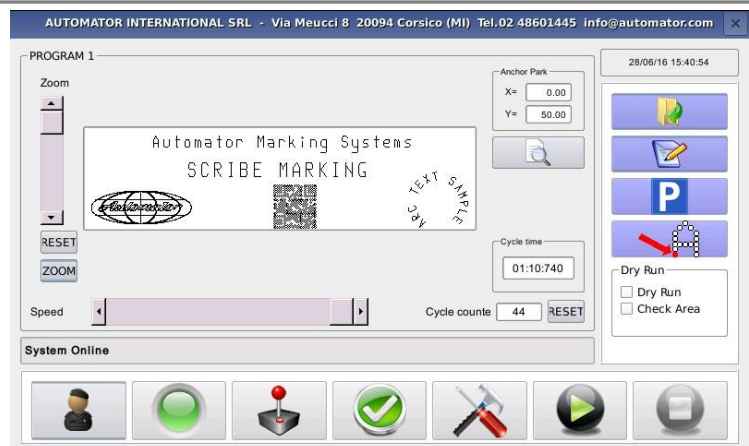 AUTOMATOR INTERNATIONAL SRL - Via Meucci 8 20094 Corsico (MI) Tel.02 48601445 info@automator.com
PROGRAM 1
28/06/16 15:40:54
Zoom
Anchor Park
X= 0.00
Y= 50.00
Automator Marking Systems
SCRIBE MARKING
Automator
ARC TEXT SAMPLE
P
A
RESET
ZOOM
Cycle time
01:10:740
Dry Run
Dry Run
Check Area
Speed
Cycle counte 44 RESET
System Online